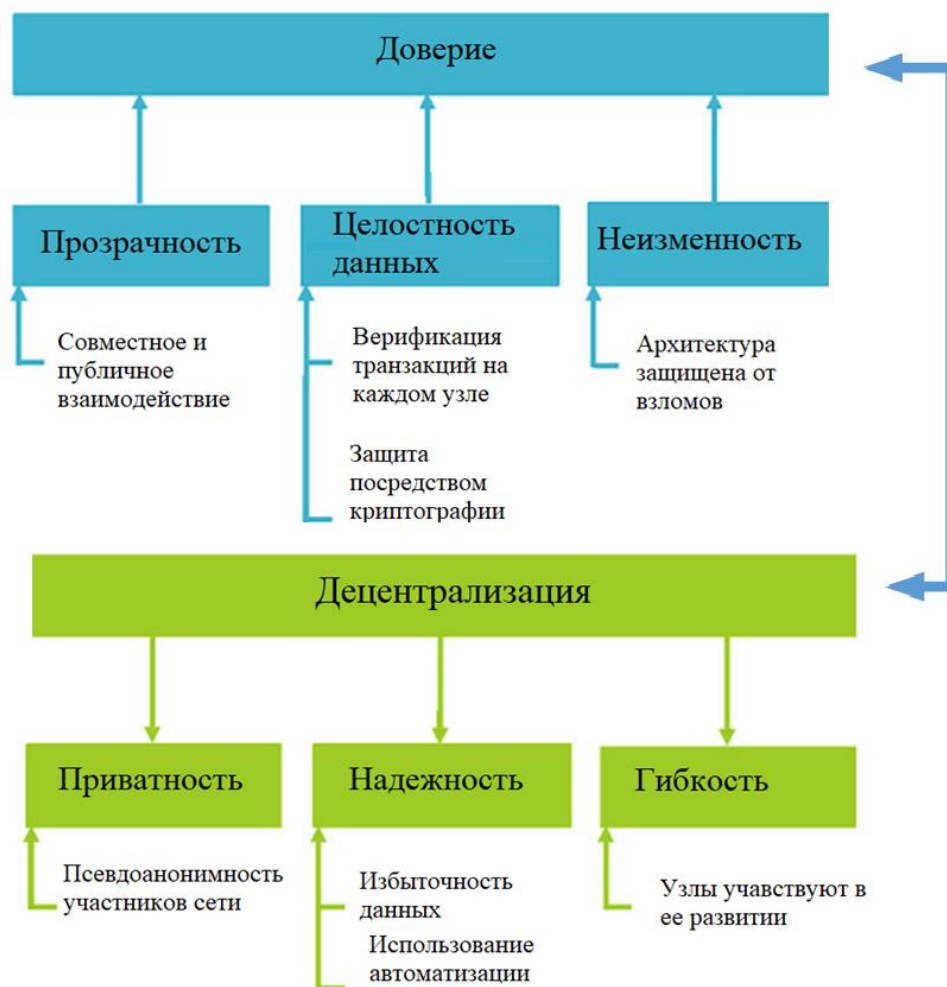 Доверие
Прозрачность
Целостность
данных
Неизменность
Совместное и
публичное
взаимодействие
Верификация
транзакций на
каждом узле
Защита
посредством
криптографии
Архитектура
защищена от
взломов
Децентрализация
Приватность
Надежность
Гибкость
Псевдоанонимность
участников сети
Избыточность
данных
Использование
автоматизации
Узлы учавствуют в
ее развитии